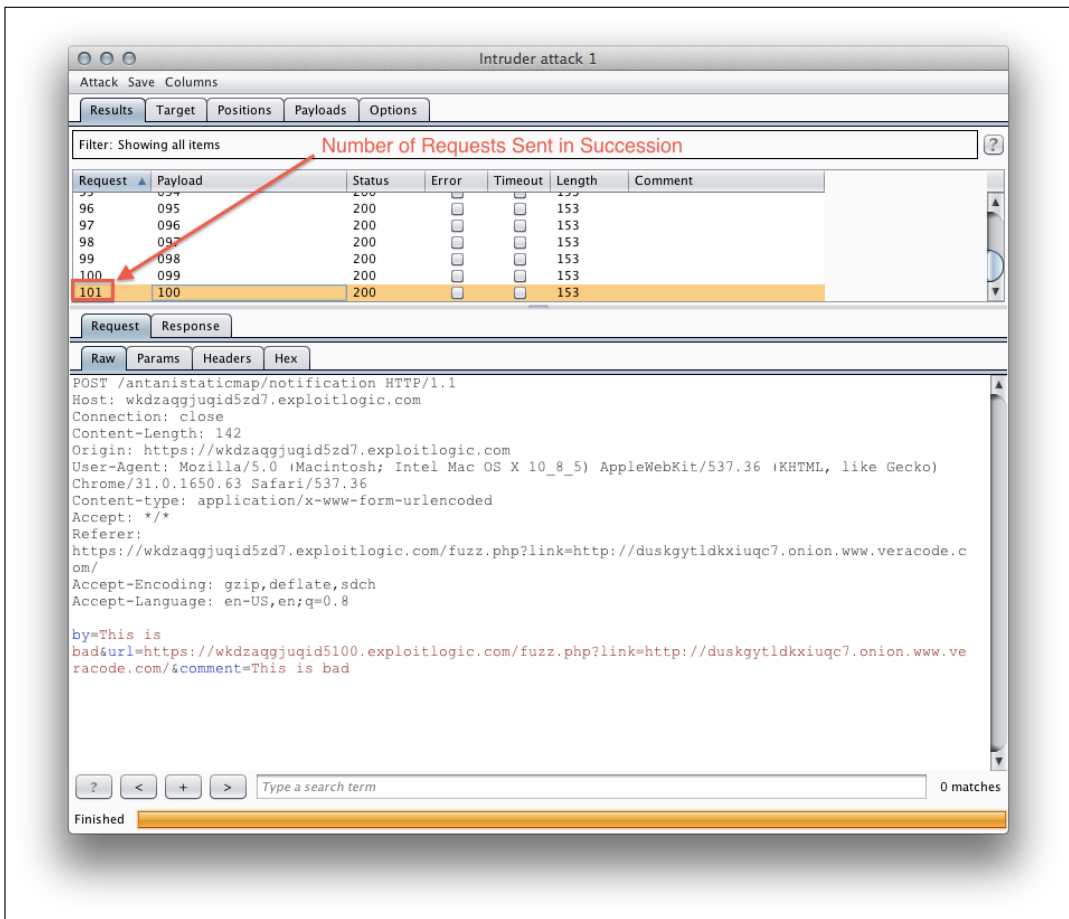 Intruder attack 1
Attack Save Columns
Results Target Positions Payloads Options
Filter: Showing all items
Number of Requests Sent in Succession
?
Request Payload Status Error Timeout Length Comment
96 095 200 153
97 096 200 153
98 097 200 153
99 098 200 153
100 099 200 153
101 100 200 153
Request Response
Raw Params Headers Hex
POST /antanistaticmap/notification HTTP/1.1
Host: wkdzaqgjuqid5zd7.exploitlogic.com
Connection: close
Content-Length: 142
Origin: https://wkdzaqgjuqid5zd7.exploitlogic.com
User-Agent: Mozilla/5.0 (Macintosh; Intel Mac OS X 10_8_5) AppleWebKit/537.36 (KHTML, like Gecko)
Chrome/31.0.1650.63 Safari/537.36
Content-type: application/x-www-form-urlencoded
Accept: */*
Referer:
https://wkdzaqgjuqid5zd7.exploitlogic.com/fuzz.php?link=http://duskgytldkxiuqc7.onion.www.veracode.c
om/
Accept-Encoding: gzip,deflate,sdch
Accept-Language: en-US,en;q=0.8
by=This is
bad&url=https://wkdzaqgjuqid5100.exploitlogic.com/fuzz.php?link=http://duskgytldkxiuqc7.onion.www.ve
racode.com/&comment=This is bad
? < + > Type a search term 0 matches
Finished